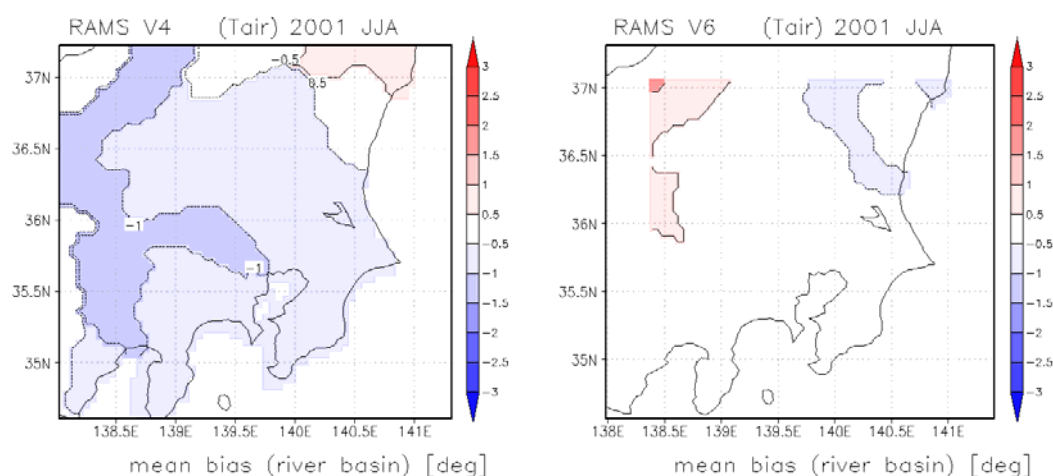 RAMS V4 (Tair) 2001 JJA
37N
36.5N
36N
35.5N
35N
138.5E 139E 139.5E 140E 140.5E 141E
-0.5
0.5
-1
-1
3
2.5
2
1.5
1
0.5
-0.5
-1
-1.5
-2
-2.5
-3
mean bias (river basin) [deg]
RAMS V6 (Tair) 2001 JJA
37N
36.5N
36N
35.5N
35N
138E 138.5E 139E 139.5E 140E 140.5E 141E
3
2.5
2
1.5
1
0.5
-0.5
-1
-1.5
-2
-2.5
-3
mean bias (river basin) [deg]